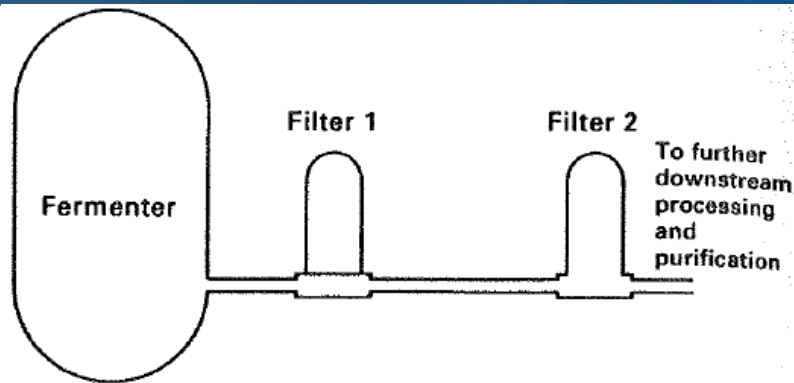 Fermenter
Filter 1
Filter 2
To further
downstream
processing
and
purification